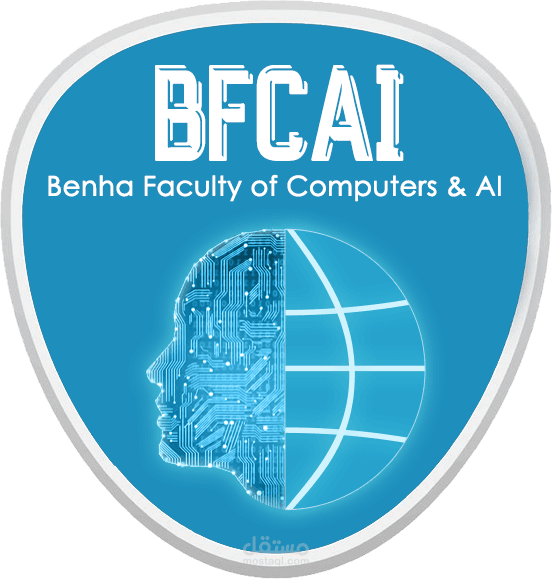 BFCAI
Benha Faculty of Computers & AI
مستقل
mostaql.com